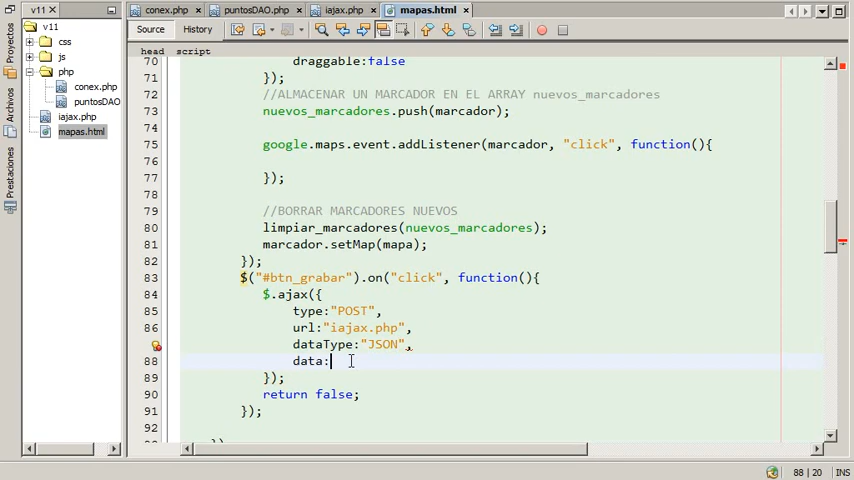 conex.php
puntosDAO.php
iajax.php
mapas.html
Source
History
head script
Proyectos
Archivos
Prestaciones
v11
v11
css
js
php
conex.php
puntosDAO
iajax.php
mapas.html
70 draggable:false
71 });
72 //ALMACENAR UN MARCADOR EN EL ARRAY nuevos_marcadores
73 nuevos_marcadores.push(marcador);
74
75 google.maps.event.addListener(marcador, "click", function(){
76
77 });
78
79 //BORRAR MARCADORES NUEVOS
80 limpiar_marcadores(nuevos_marcadores);
81 marcador.setMap(mapa);
82 });
83 $("#btn_grabar").on("click", function(){
84 $.ajax({
85 type:"POST",
86 url:"iajax.php",
dataType:"JSON",
88 data:
89 });
90 return false;
91 });
92
88 | 20 INS